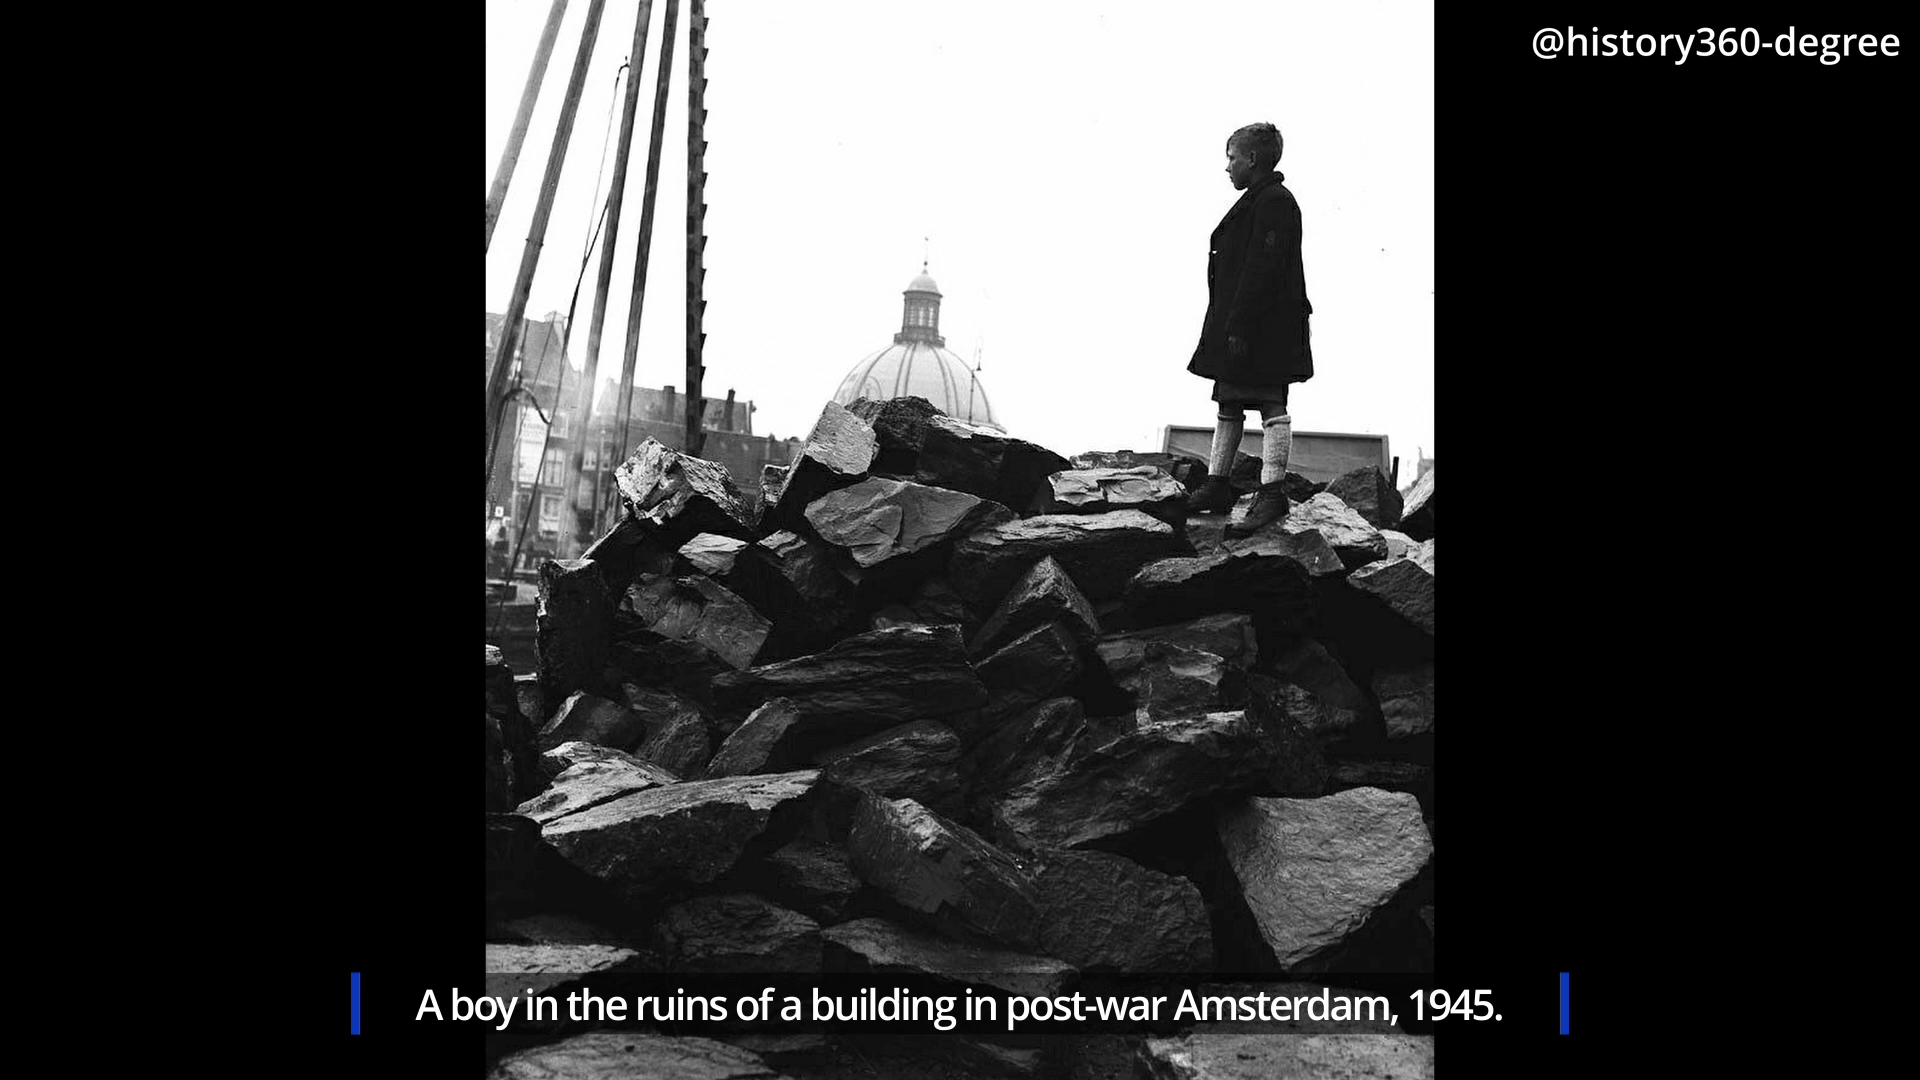 @history360-degree
A boy in the ruins of a building in post-war Amsterdam, 1945.